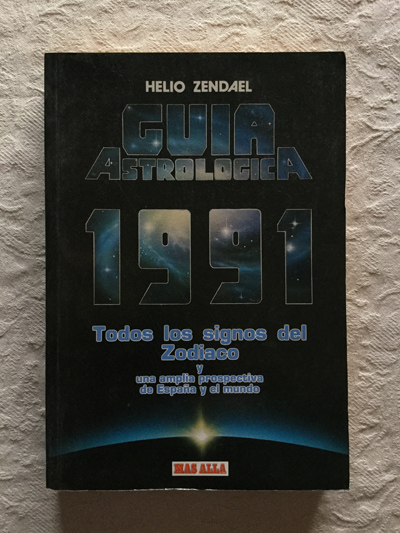 HELIO ZENDAEL
GUIA
ASTROLOGICA
1991
Todos los signos del
Zodiaco
y
una amplia prospectiva
de España y el mundo
MAS ALLA